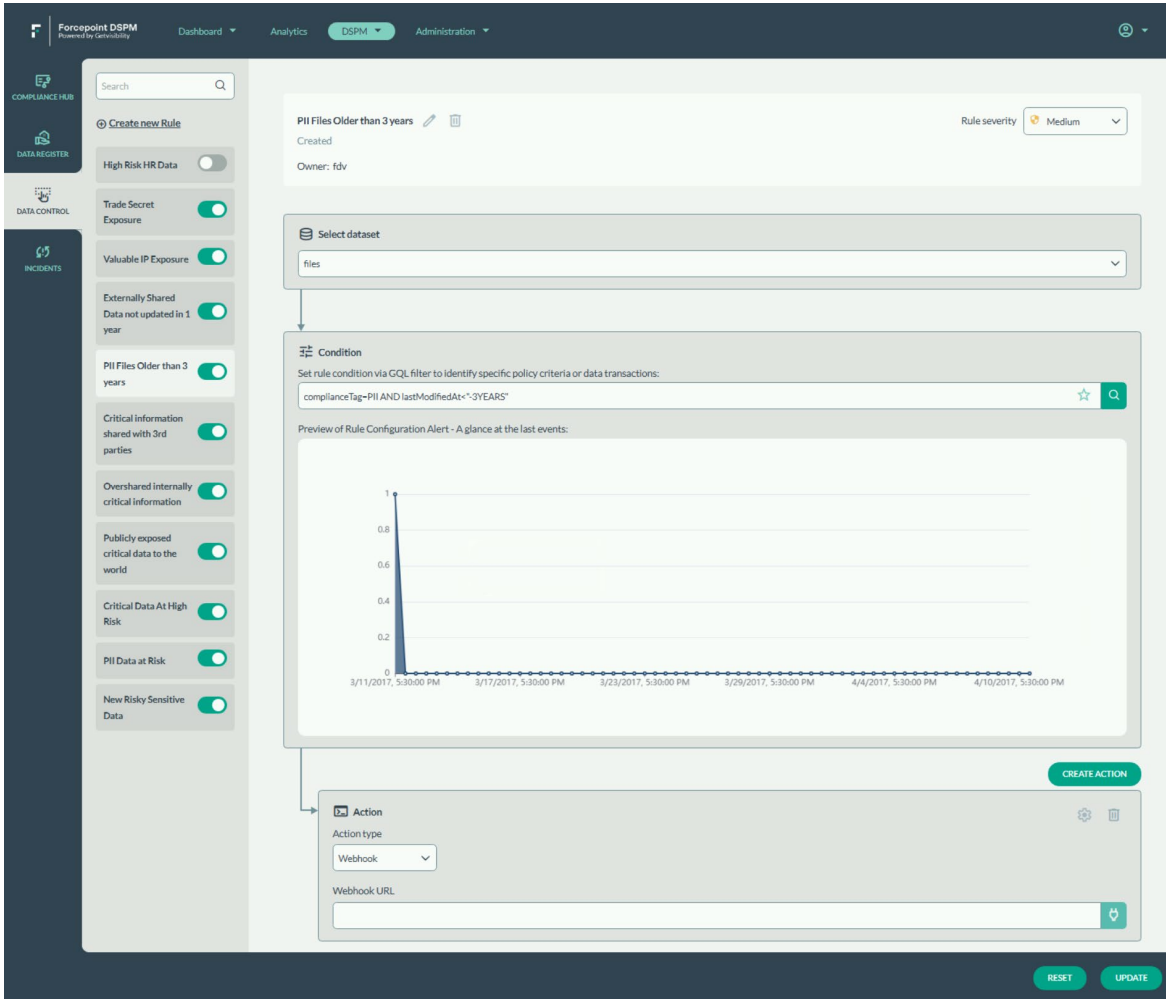 Forcepoint DSPM
Powered by Getvisibility
Dashboard
Analytics
DSPM
Administration
COMPLIANCE HUB
DATA REGISTER
DATA CONTROL
INCIDENTS
Search
Create new Rule
High Risk HR Data
Trade Secret
Exposure
Valuable IP Exposure
Externally Shared
Data not updated in 1
year
PII Files Older than 3
years
Critical information
shared with 3rd
parties
Overshared internally
critical information
Publicly exposed
critical data to the
world
Critical Data At High
Risk
PII Data at Risk
New Risky Sensitive
Data
PII Files Older than 3 years
Created
Owner: fdv
Rule severity
Medium
Select dataset
files
Condition
Set rule condition via GQL filter to identify specific policy criteria or data transactions:
complianceTag=PII AND lastModifiedAt<"-3YEARS"
Preview of Rule Configuration Alert - A glance at the last events:
1
0.8
0.6
0.4
0.2
0
3/11/2017, 5:30:00 PM
3/17/2017, 5:30:00 PM
3/23/2017, 5:30:00 PM
3/29/2017, 5:30:00 PM
4/4/2017, 5:30:00 PM
4/10/2017, 5:30:00 PM
CREATE ACTION
Action
Action type
Webhook
Webhook URL
RESET
UPDATE